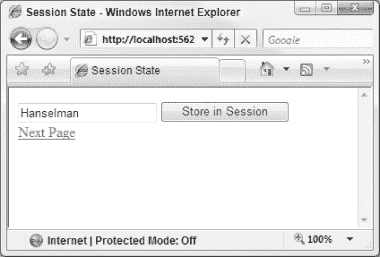 Session State - Windows Internet Explorer
http://localhost:562
Google
Session State
Hanselman
Store in Session
Next Page
Internet | Protected Mode: Off
100%